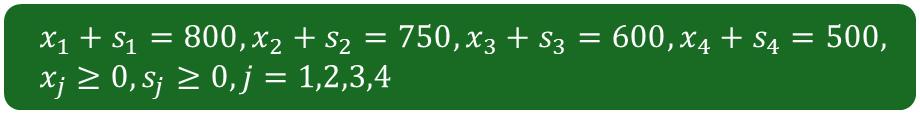 x₁ + s₁ = 800, x₂ + s₂ = 750, x₃ + s₃ = 600, x₄ + s₄ = 500,
xⱼ ≥ 0, sⱼ ≥ 0, j = 1,2,3,4